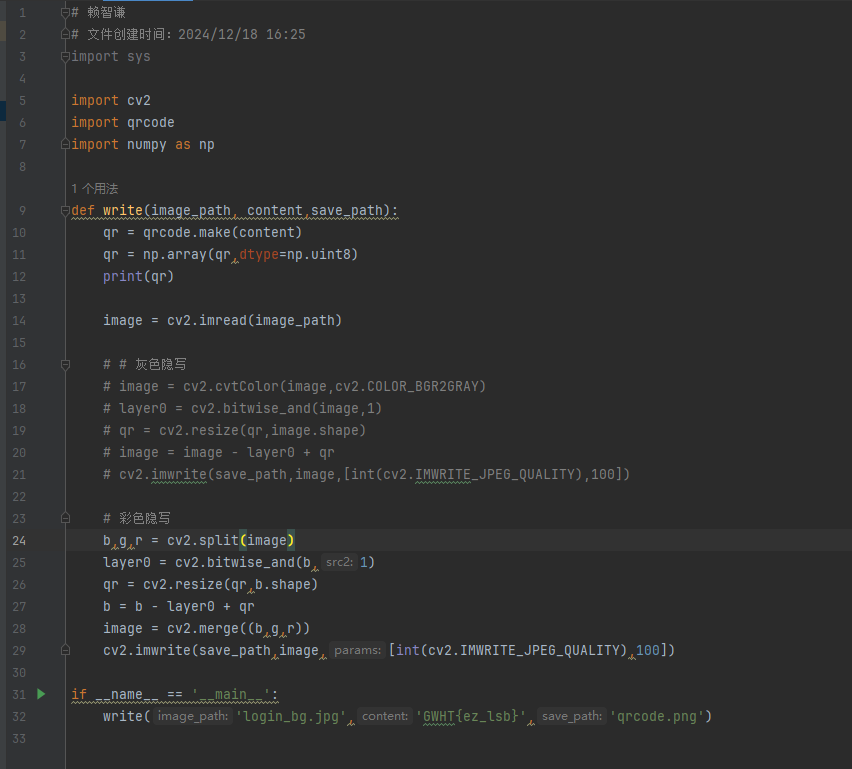 1 # 赖智谦
2 # 文件创建时间：2024/12/18 16:25
3 import sys
4
5 import cv2
6 import qrcode
7 import numpy as np
8
1 个用法
9 def write(image_path, content,save_path):
10     qr = qrcode.make(content)
11     qr = np.array(qr,dtype=np.uint8)
12     print(qr)
13
14     image = cv2.imread(image_path)
15
16     # # 灰色隐写
17     # image = cv2.cvtColor(image,cv2.COLOR_BGR2GRAY)
18     # layer0 = cv2.bitwise_and(image,1)
19     # qr = cv2.resize(qr,image.shape)
20     # image = image - layer0 + qr
21     # cv2.imwrite(save_path,image,[int(cv2.IMWRITE_JPEG_QUALITY),100])
22
23     # 彩色隐写
24     b,g,r = cv2.split(image)
25     layer0 = cv2.bitwise_and(b, src2: 1)
26     qr = cv2.resize(qr,b.shape)
27     b = b - layer0 + qr
28     image = cv2.merge((b,g,r))
29     cv2.imwrite(save_path,image, params: [int(cv2.IMWRITE_JPEG_QUALITY),100])
30
31 if __name__ == '__main__':
32     write( image_path: 'login_bg.jpg', content: 'GWHT{ez_lsb}', save_path: 'qrcode.png')
33